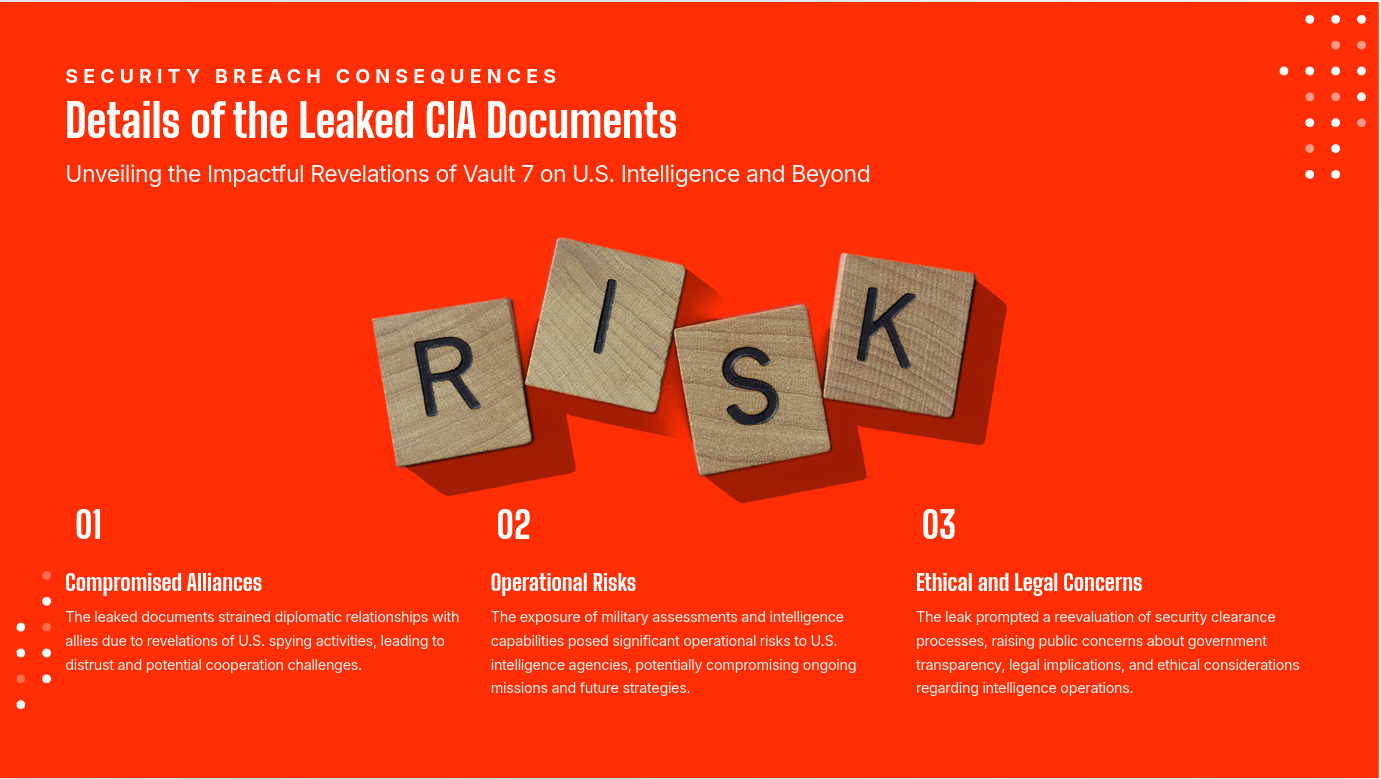 SECURITY BREACH CONSEQUENCES
Details of the Leaked CIA Documents
Unveiling the Impactful Revelations of Vault 7 on U.S. Intelligence and Beyond
R I S K
01
Compromised Alliances
The leaked documents strained diplomatic relationships with
allies due to revelations of U.S. spying activities, leading to
distrust and potential cooperation challenges.
02
Operational Risks
The exposure of military assessments and intelligence
capabilities posed significant operational risks to U.S.
intelligence agencies, potentially compromising ongoing
missions and future strategies.
03
Ethical and Legal Concerns
The leak prompted a reevaluation of security clearance
processes, raising public concerns about government
transparency, legal implications, and ethical considerations
regarding intelligence operations.